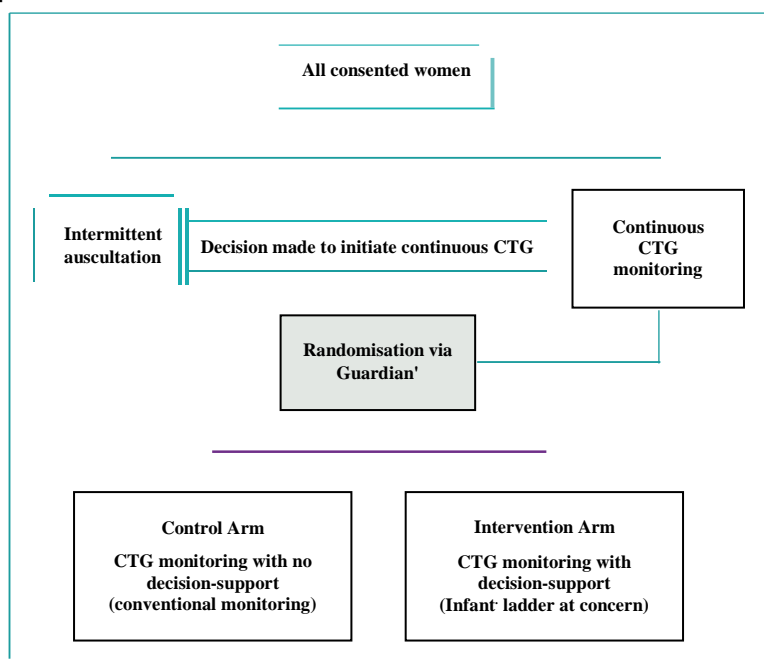 All consented women
Intermittent
auscultation
Decision made to initiate continuous CTG
Continuous
CTG
monitoring
Randomisation via
Guardian'
Control Arm
CTG monitoring with no
decision-support
(conventional monitoring)
Intervention Arm
CTG monitoring with
decision-support
(Infant· ladder at concern)